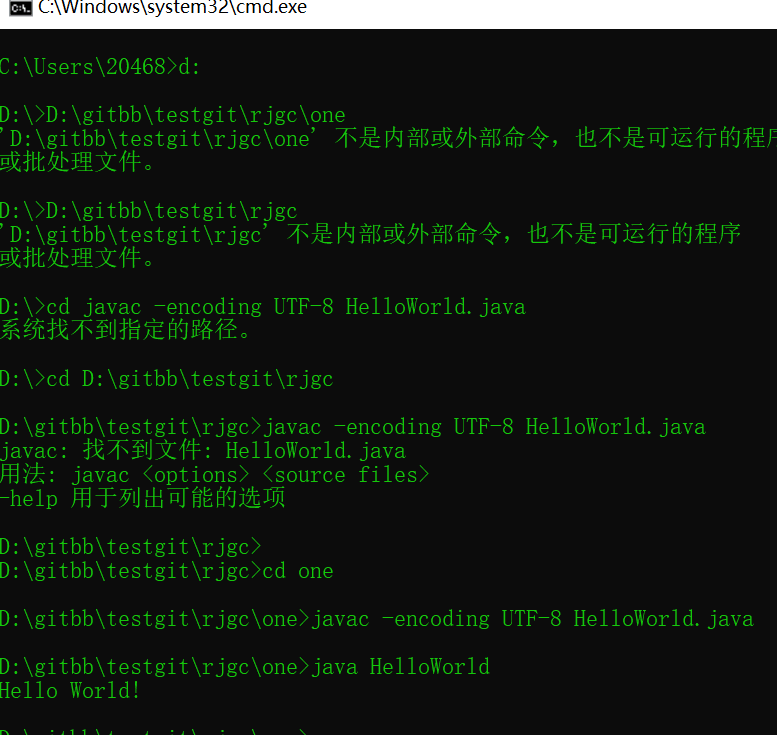 C:\Windows\system32\cmd.exe
C:\Users\20468>d:
D:\>D:\gitbb\testgit\rjgc\one
'D:\gitbb\testgit\rjgc\one' 不是内部或外部命令，也不是可运行的程序
或批处理文件。
D:\>D:\gitbb\testgit\rjgc
'D:\gitbb\testgit\rjgc' 不是内部或外部命令，也不是可运行的程序
或批处理文件。
D:\>cd javac -encoding UTF-8 HelloWorld.java
系统找不到指定的路径。
D:\>cd D:\gitbb\testgit\rjgc
D:\gitbb\testgit\rjgc>javac -encoding UTF-8 HelloWorld.java
javac: 找不到文件: HelloWorld.java
用法: javac <options> <source files>
-help 用于列出可能的选项
D:\gitbb\testgit\rjgc>
D:\gitbb\testgit\rjgc>cd one
D:\gitbb\testgit\rjgc\one>javac -encoding UTF-8 HelloWorld.java
D:\gitbb\testgit\rjgc\one>java HelloWorld
Hello World!